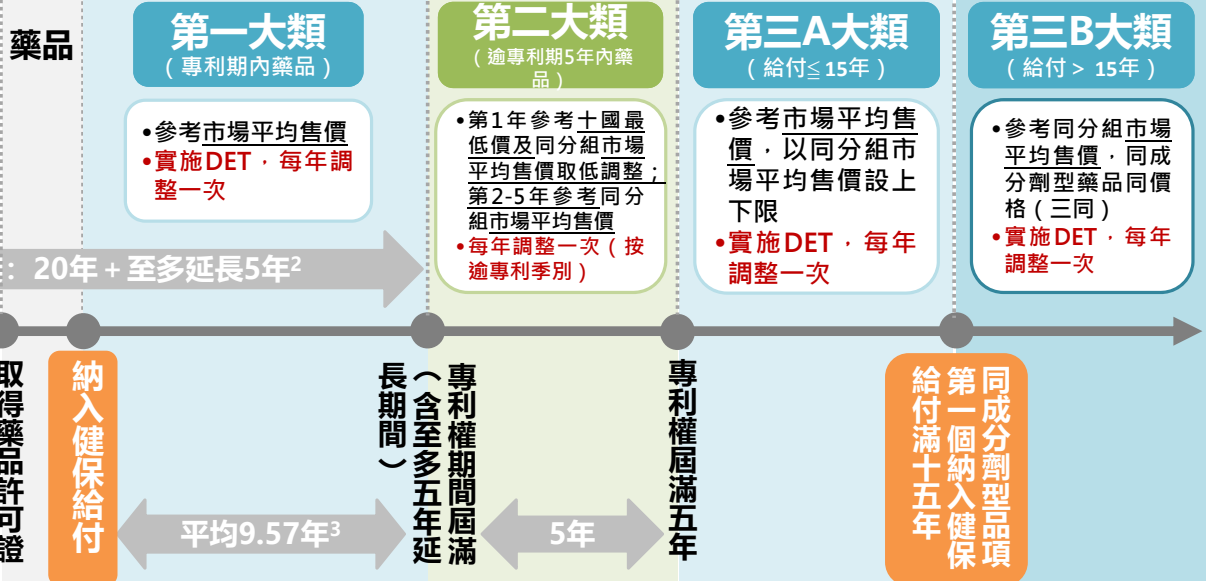 藥品
第一大類
（專利期內藥品）
•參考市場平均售價
•實施DET，每年調
整一次
第二大類
（逾專利期5年內藥
品）
•第1年參考十國最
低價及同分組市場
平均售價取低調整；
第2-5年參考同分
組市場平均售價
•每年調整一次（按
逾專利季別）
第三A大類
（給付≦15年）
•參考市場平均售
價，以同分組市
場平均售價設上
下限
•實施DET，每年
調整一次
第三B大類
（給付＞ 15年）
•參考同分組市場
平均售價，同成
分劑型藥品同價
格（三同）
•實施DET，每年
調整一次
：20年＋至多延長5年2
取得藥品許可證
納入健保給付
平均9.57年3
專利權期間屆滿
（含至多五年延
長期間）
5年
專利權屆滿五年
同成分劑型品項
第一個納入健保
給付滿十五年